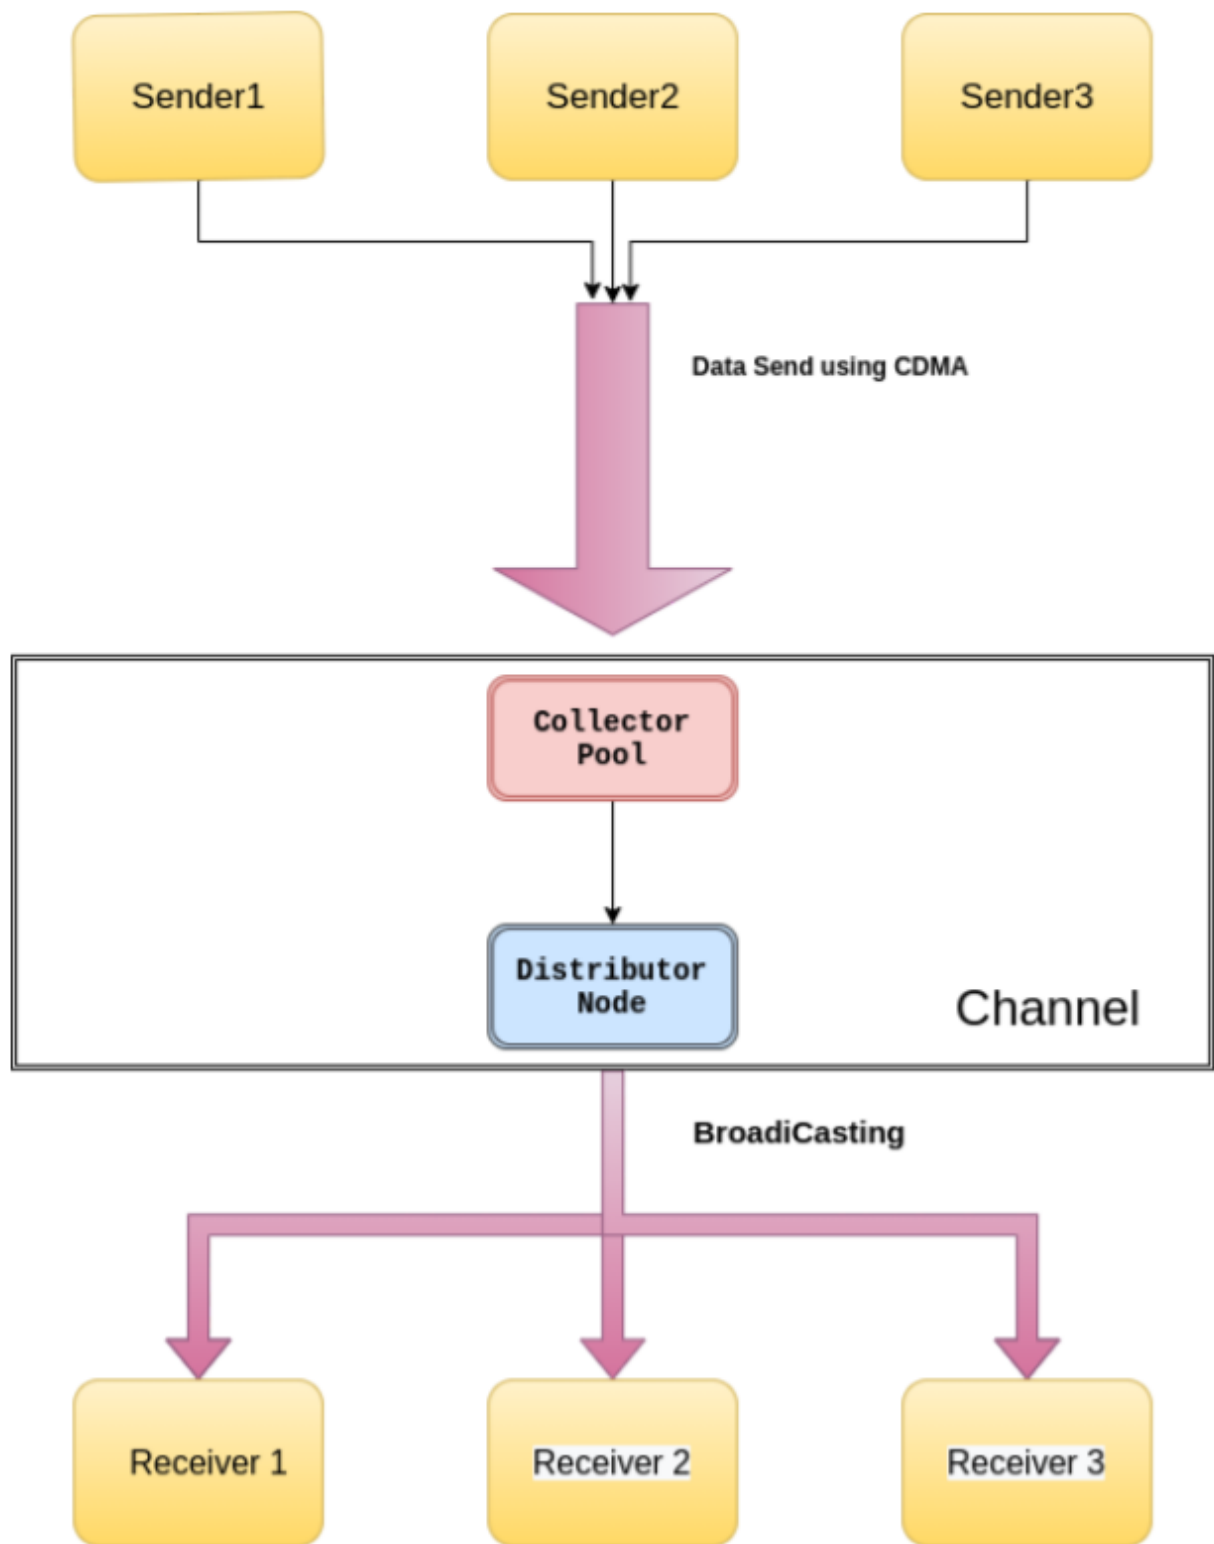 Sender1
Sender2
Sender3
Data Send using CDMA
Collector
Pool
Distributor
Node
Channel
BroadiCasting
Receiver 1
Receiver 2
Receiver 3